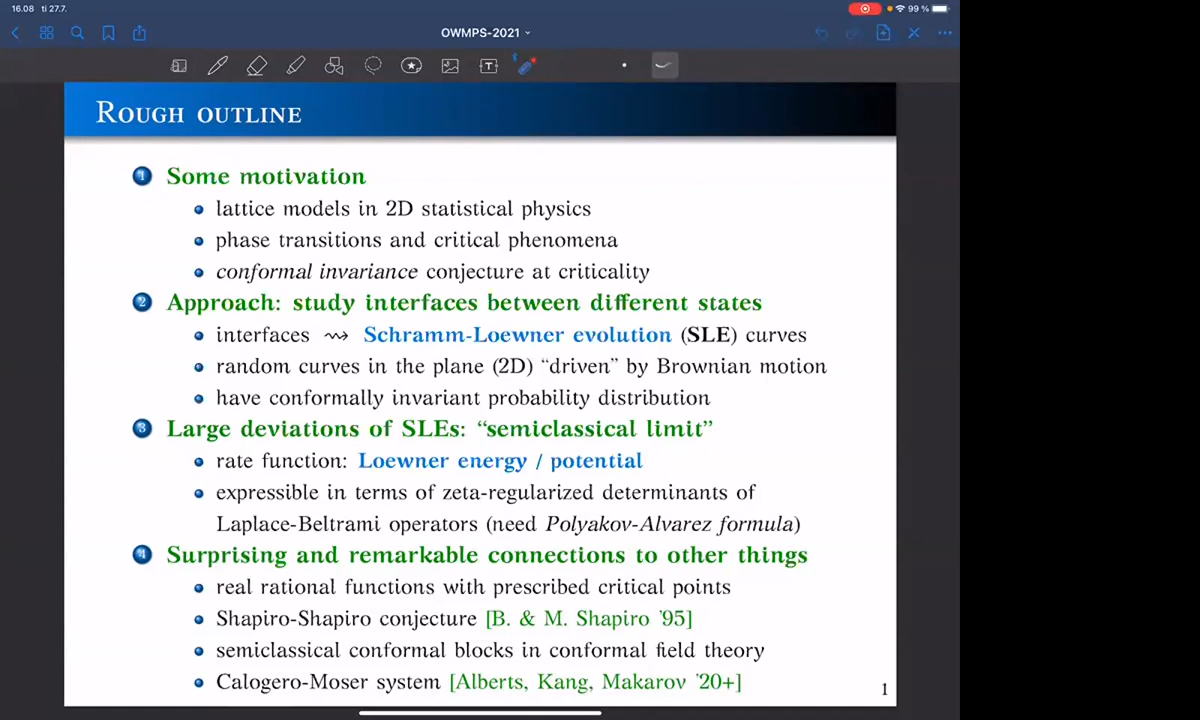 16.08 ti 27.7.
99 %
OWMPS-2021
T
ROUGH OUTLINE
1 Some motivation
lattice models in 2D statistical physics
phase transitions and critical phenomena
conformal invariance conjecture at criticality
2 Approach: study interfaces between different states
interfaces ⇝ Schramm-Loewner evolution (SLE) curves
random curves in the plane (2D) “driven” by Brownian motion
have conformally invariant probability distribution
3 Large deviations of SLEs: “semiclassical limit”
rate function: Loewner energy / potential
expressible in terms of zeta-regularized determinants of
Laplace-Beltrami operators (need Polyakov-Alvarez formula)
4 Surprising and remarkable connections to other things
real rational functions with prescribed critical points
Shapiro-Shapiro conjecture [B. & M. Shapiro ’95]
semiclassical conformal blocks in conformal field theory
Calogero-Moser system [Alberts, Kang, Makarov ’20+]
1